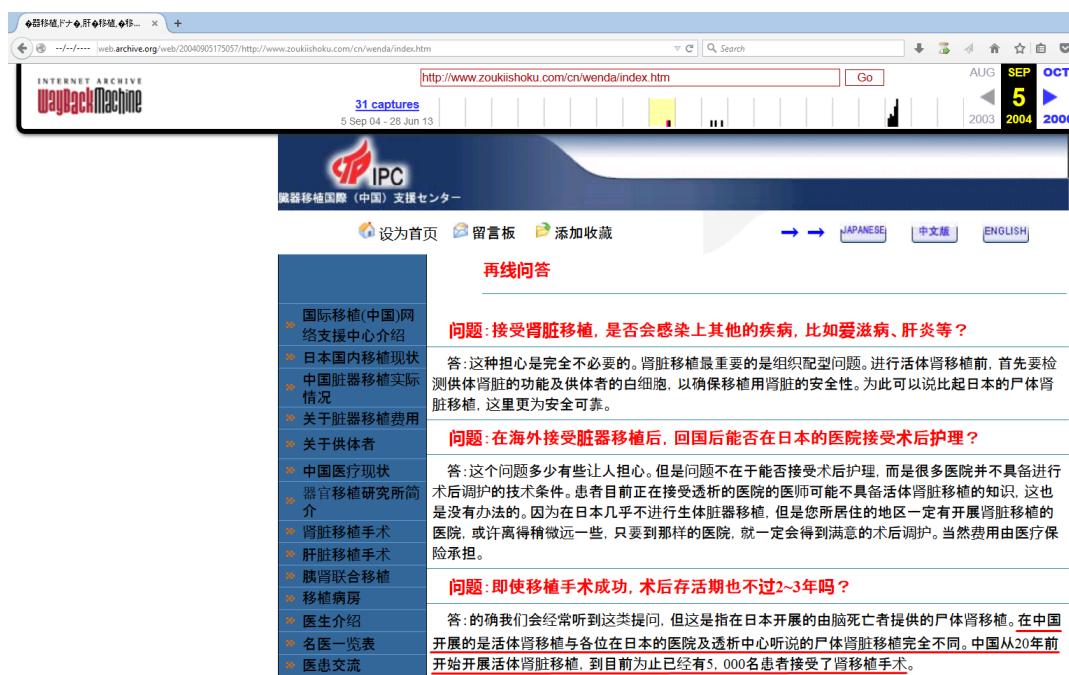 �器移植,ドナ�,肝�移植,�移... × +
--/--/---- web.archive.org/web/20040905175057/http://www.zoukiishoku.com/cn/wenda/index.htm Search
INTERNET ARCHIVE
WayBackMachine
http://www.zoukiishoku.com/cn/wenda/index.htm Go
31 captures
5 Sep 04 - 28 Jun 13
AUG SEP OCT
5
2003 2004 2006
CTP IPC
臓器移植国際（中国）支援センター
设为首页 留言板 添加收藏 → → JAPANESE 中文版 ENGLISH
再线问答
国际移植(中国)网
络支援中心介绍
日本国内移植现状
中国脏器移植实际
情况
关于脏器移植费用
关于供体者
中国医疗现状
器官移植研究所简
介
肾脏移植手术
肝脏移植手术
胰肾联合移植
移植病房
医生介绍
名医一览表
医患交流
问题:接受肾脏移植, 是否会感染上其他的疾病, 比如爱滋病、肝炎等？
答:这种担心是完全不必要的。肾脏移植最重要的是组织配型问题。进行活体肾移植前, 首先要检
测供体肾脏的功能及供体者的白细胞, 以确保移植用肾脏的安全性。为此可以说比起日本的尸体肾
脏移植, 这里更为安全可靠。
问题:在海外接受脏器移植后, 回国后能否在日本的医院接受术后护理？
答:这个问题多少有些让人担心。但是问题不在于能否接受术后护理, 而是很多医院并不具备进行
术后调护的技术条件。患者目前正在接受透析的医院的医师可能不具备活体肾移植的知识, 这也
是没有办法的。因为在日本几乎不进行生体脏器移植, 但是您所居住的地区一定有开展肾脏移植的
医院, 或许离得稍微远一些, 只要到那样的医院, 就一定会得到满意的术后调护。当然费用由医疗保
险承担。
问题:即使移植手术成功, 术后存活期也不过2~3年吗？
答:的确我们会经常听到这类提问, 但这是指在日本开展的由脑死亡者提供的尸体肾移植。在中国
开展的是活体肾移植与各位在日本的医院及透析中心听说的尸体肾脏移植完全不同。中国从20年前
开始开展活体肾脏移植, 到目前为止已经有5, 000名患者接受了肾移植手术。